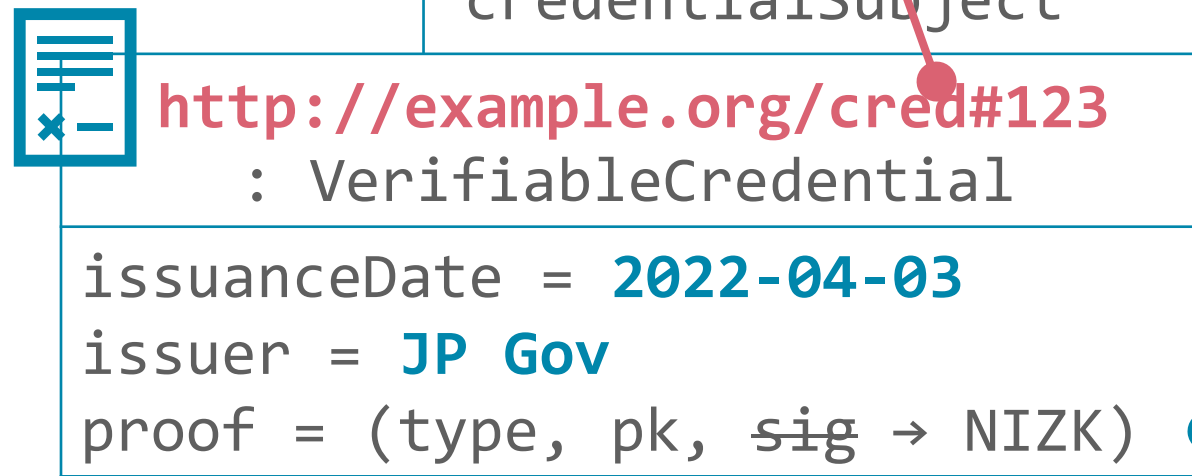 credentialSubject
http://example.org/cred#123
: VerifiableCredential
issuanceDate = 2022-04-03
issuer = JP Gov
proof = (type, pk, sig → NIZK)